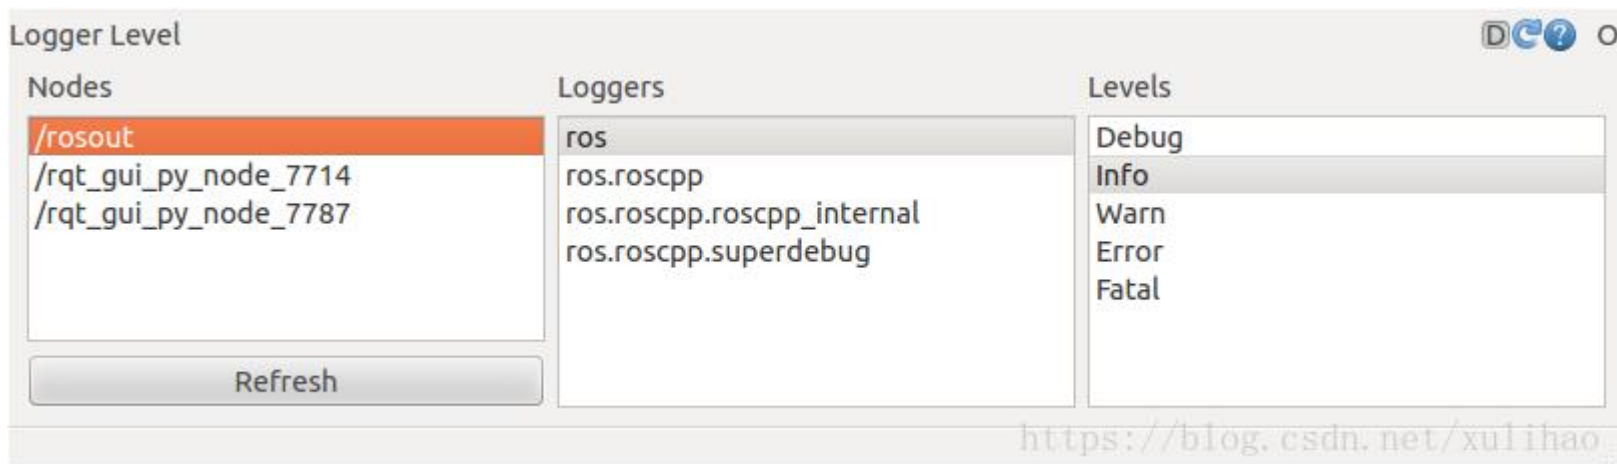 Logger Level
D
?
O
Nodes
Loggers
Levels
/rosout
/rqt_gui_py_node_7714
/rqt_gui_py_node_7787
Refresh
ros
ros.roscpp
ros.roscpp.roscpp_internal
ros.roscpp.superdebug
Debug
Info
Warn
Error
Fatal
https://blog.csdn.net/xulihao